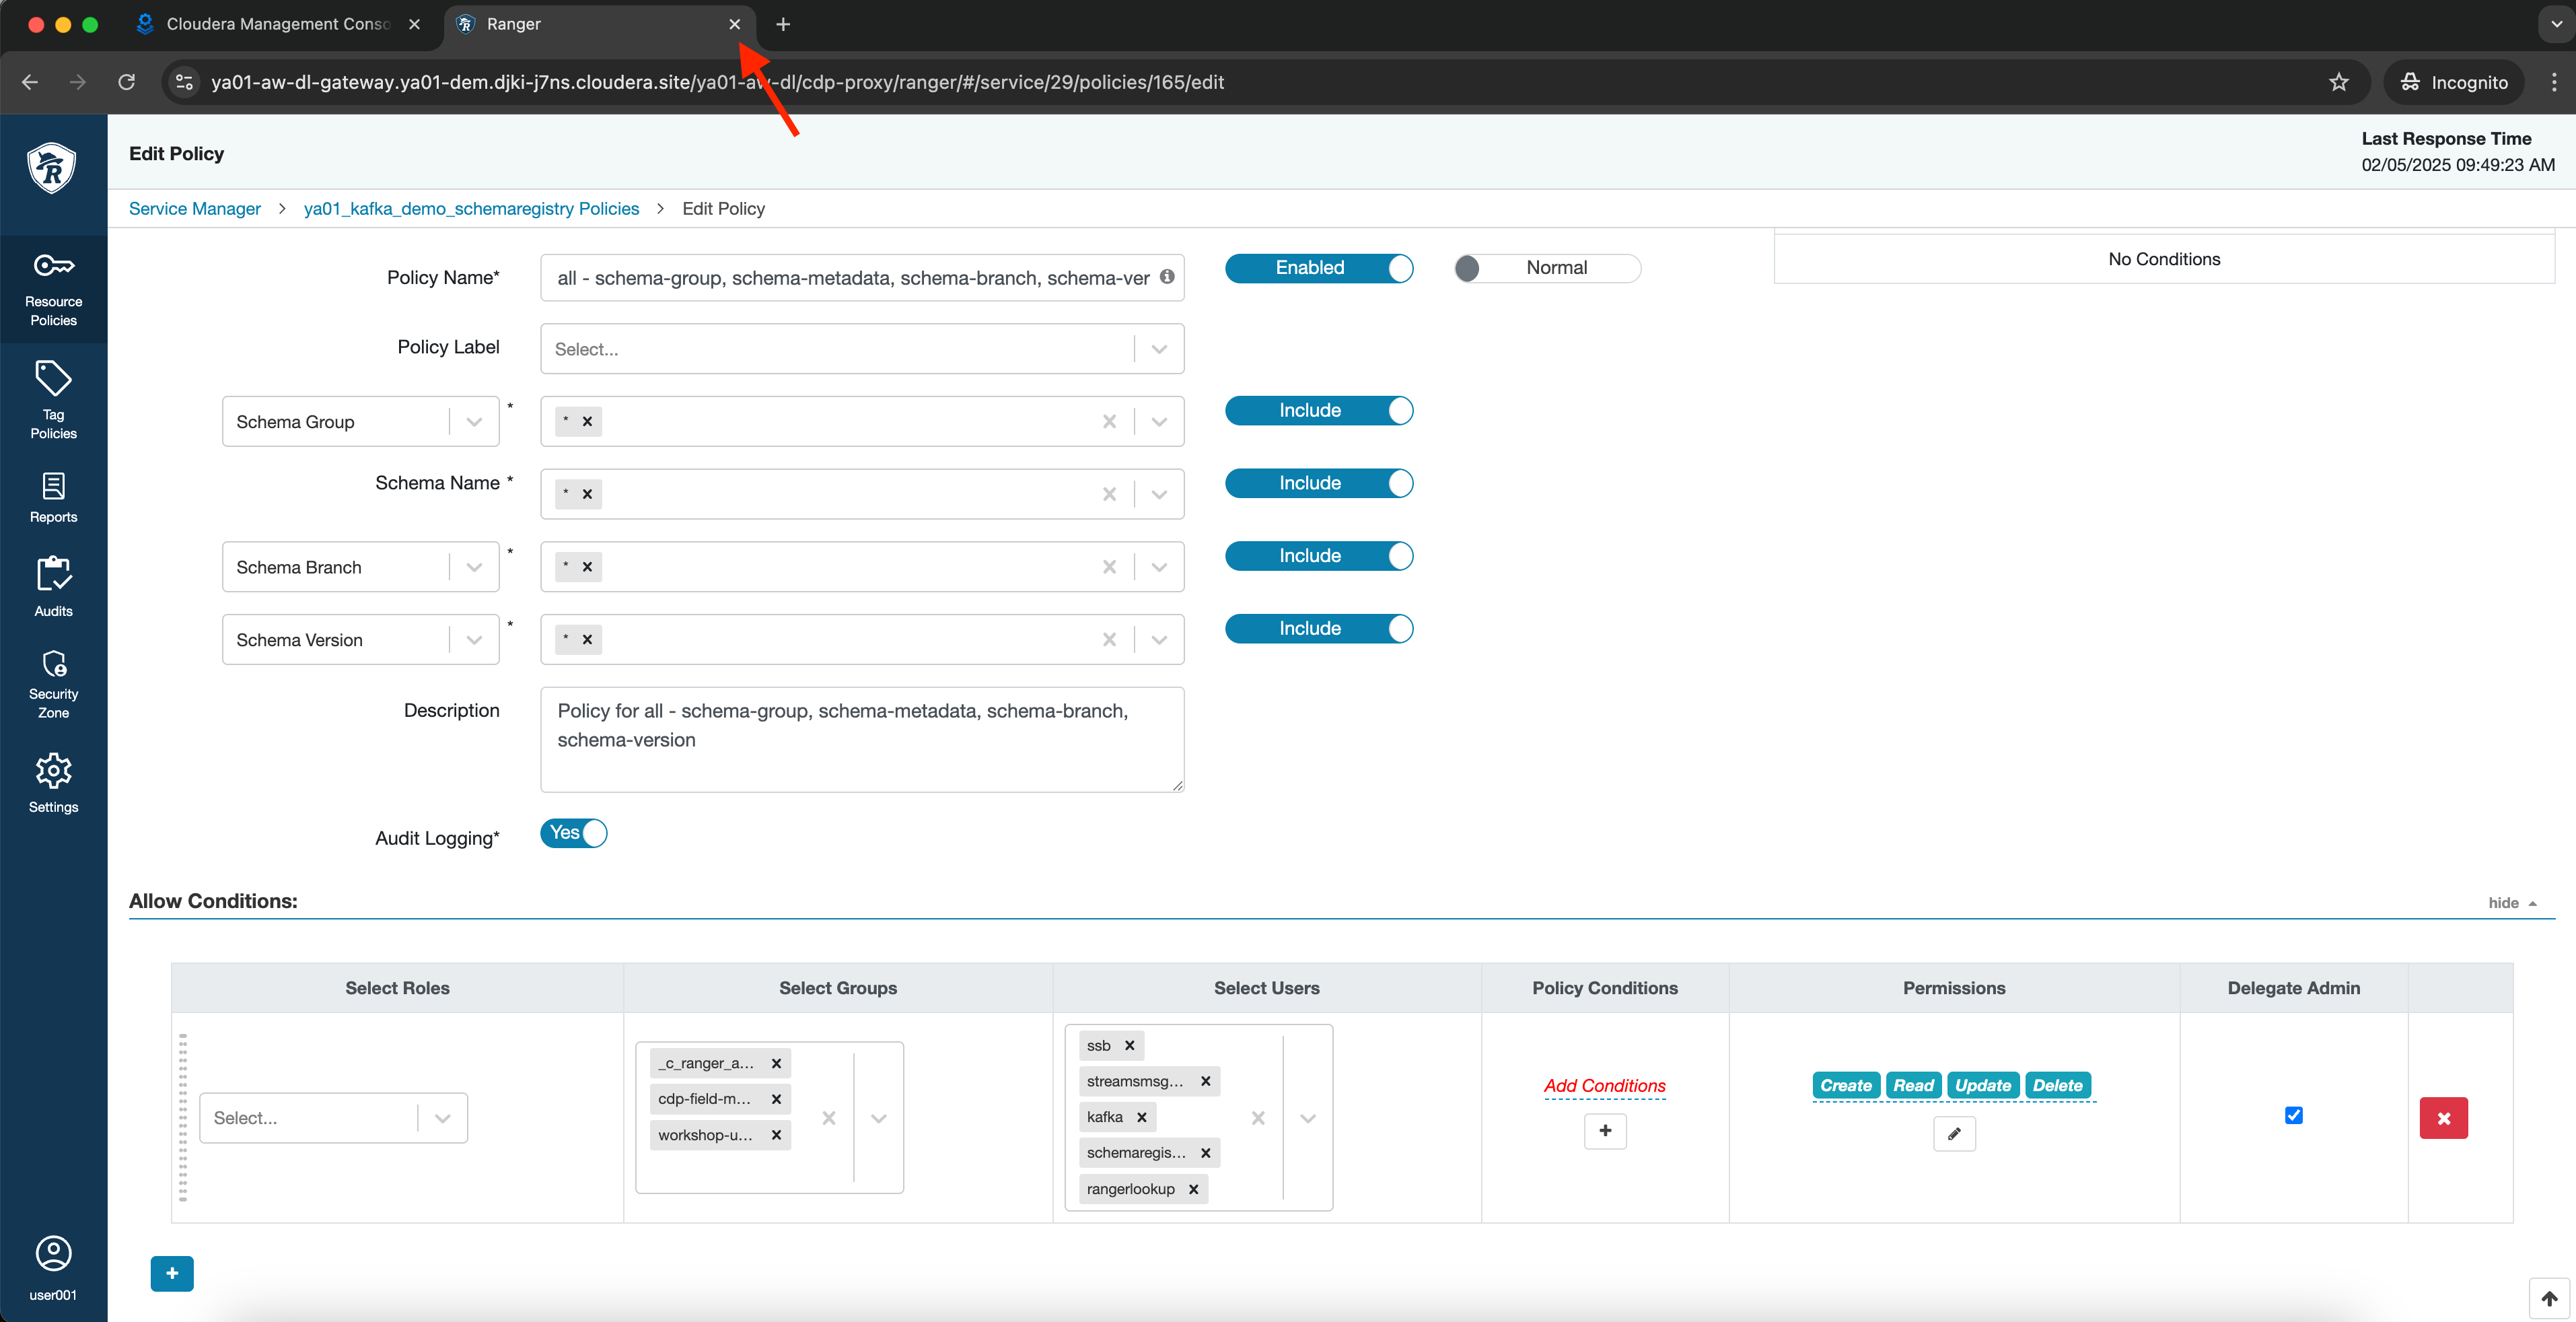 Cloudera Management Conso
Ranger
ya01-aw-dl-gateway.ya01-dem.djki-j7ns.cloudera.site/ya01-aw-dl/cdp-proxy/ranger/#/service/29/policies/165/edit
Incognito
Edit Policy
Last Response Time
02/05/2025 09:49:23 AM
Service Manager > ya01_kafka_demo_schemaregistry Policies > Edit Policy
R
Resource
Policies
Tag
Policies
Reports
Audits
Security
Zone
Settings
user001
No Conditions
Policy Name* all - schema-group, schema-metadata, schema-branch, schema-ver Enabled Normal
Policy Label Select...
Schema Group * * Include
Schema Name * * Include
Schema Branch * * Include
Schema Version * * Include
Description Policy for all - schema-group, schema-metadata, schema-branch,
schema-version
Audit Logging* Yes
Allow Conditions:
hide
Select Roles Select Groups Select Users Policy Conditions Permissions Delegate Admin
Select...
_c_ranger_a...
cdp-field-m...
workshop-u...
ssb
streamsmsg...
kafka
schemaregis...
rangerlookup
Add Conditions
Create Read Update Delete